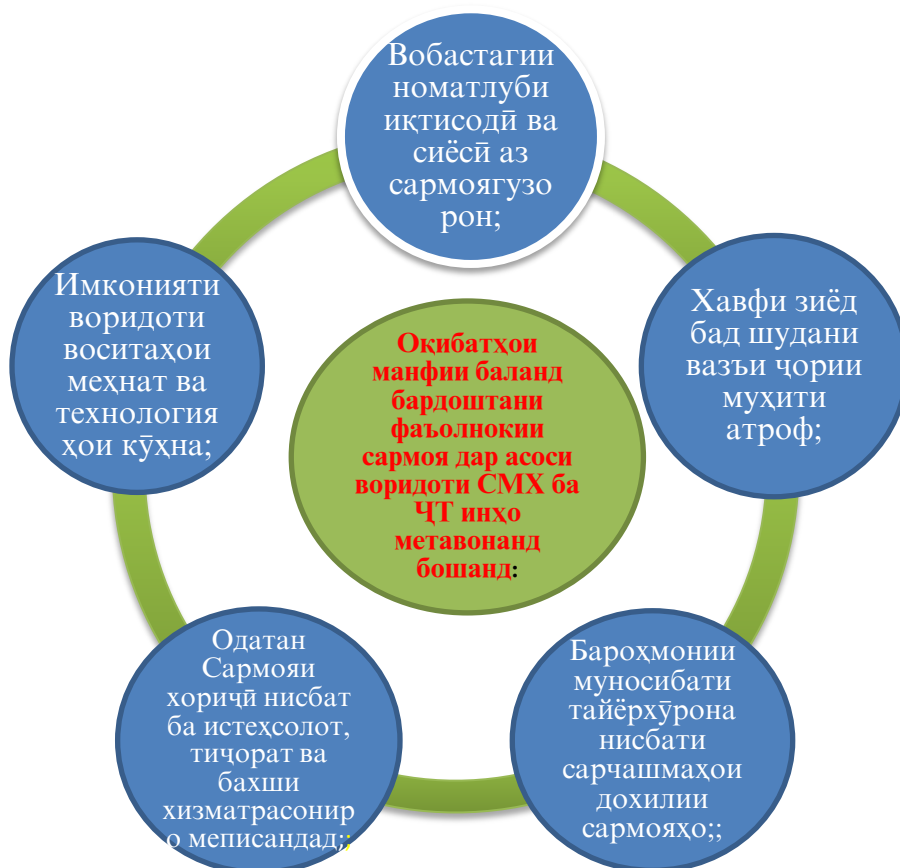 Вобастагии
номатлуби
иқтисодӣ ва
сиёсӣ аз
сармоягузо
рон;
Хавфи зиёд
бад шудани
вазъи ҷории
муҳити
атроф;
Бароҳмонии
муносибати
тайёрхӯрона
нисбати
сарчашмаҳои
дохилии
сармояҳо;;
Одатан
Сармояи
хориҷӣ нисбат
ба истеҳсолот,
тиҷорат ва
бахши
хизматрасонир
о меписандад;;
Имконияти
воридоти
воситаҳои
меҳнат ва
технология
ҳои кӯҳна;
Оқибатҳои
манфии баланд
бардоштани
фаъолнокии
сармоя дар асоси
воридоти СМХ ба
ҶТ инҳо
метавонанд
бошанд: